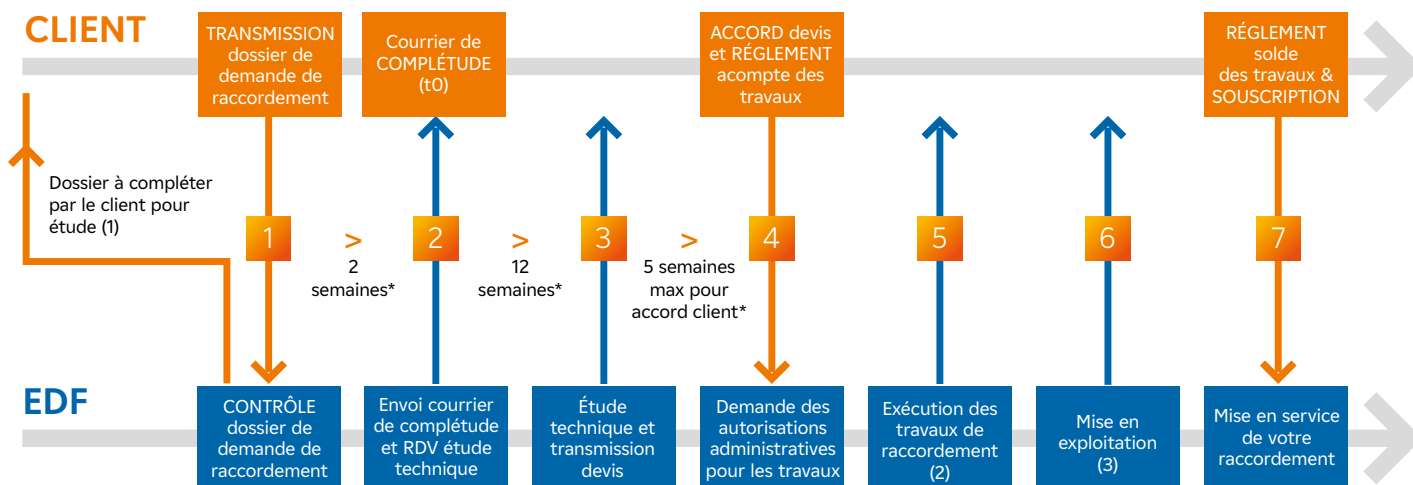 CLIENT
TRANSMISSION
dossier de
demande de
raccordement
Courrier de
COMPLÉTUDE
(t0)
ACCORD devis
et RÉGLEMENT
acompte des
travaux
RÉGLEMENT
solde
des travaux &
SOUSCRIPTION
Dossier à compléter
par le client pour
étude (1)
1
>
2
semaines*
2
>
12
semaines*
3
>
5 semaines
max pour
accord client*
4
5
6
7
EDF
CONTRÔLE
dossier de
demande de
raccordement
Envoi courrier
de complétude
et RDV étude
technique
Étude
technique et
transmission
devis
Demande des
autorisations
administratives
pour les travaux
Exécution des
travaux de
raccordement
(2)
Mise en
exploitation
(3)
Mise en service
de votre
raccordement